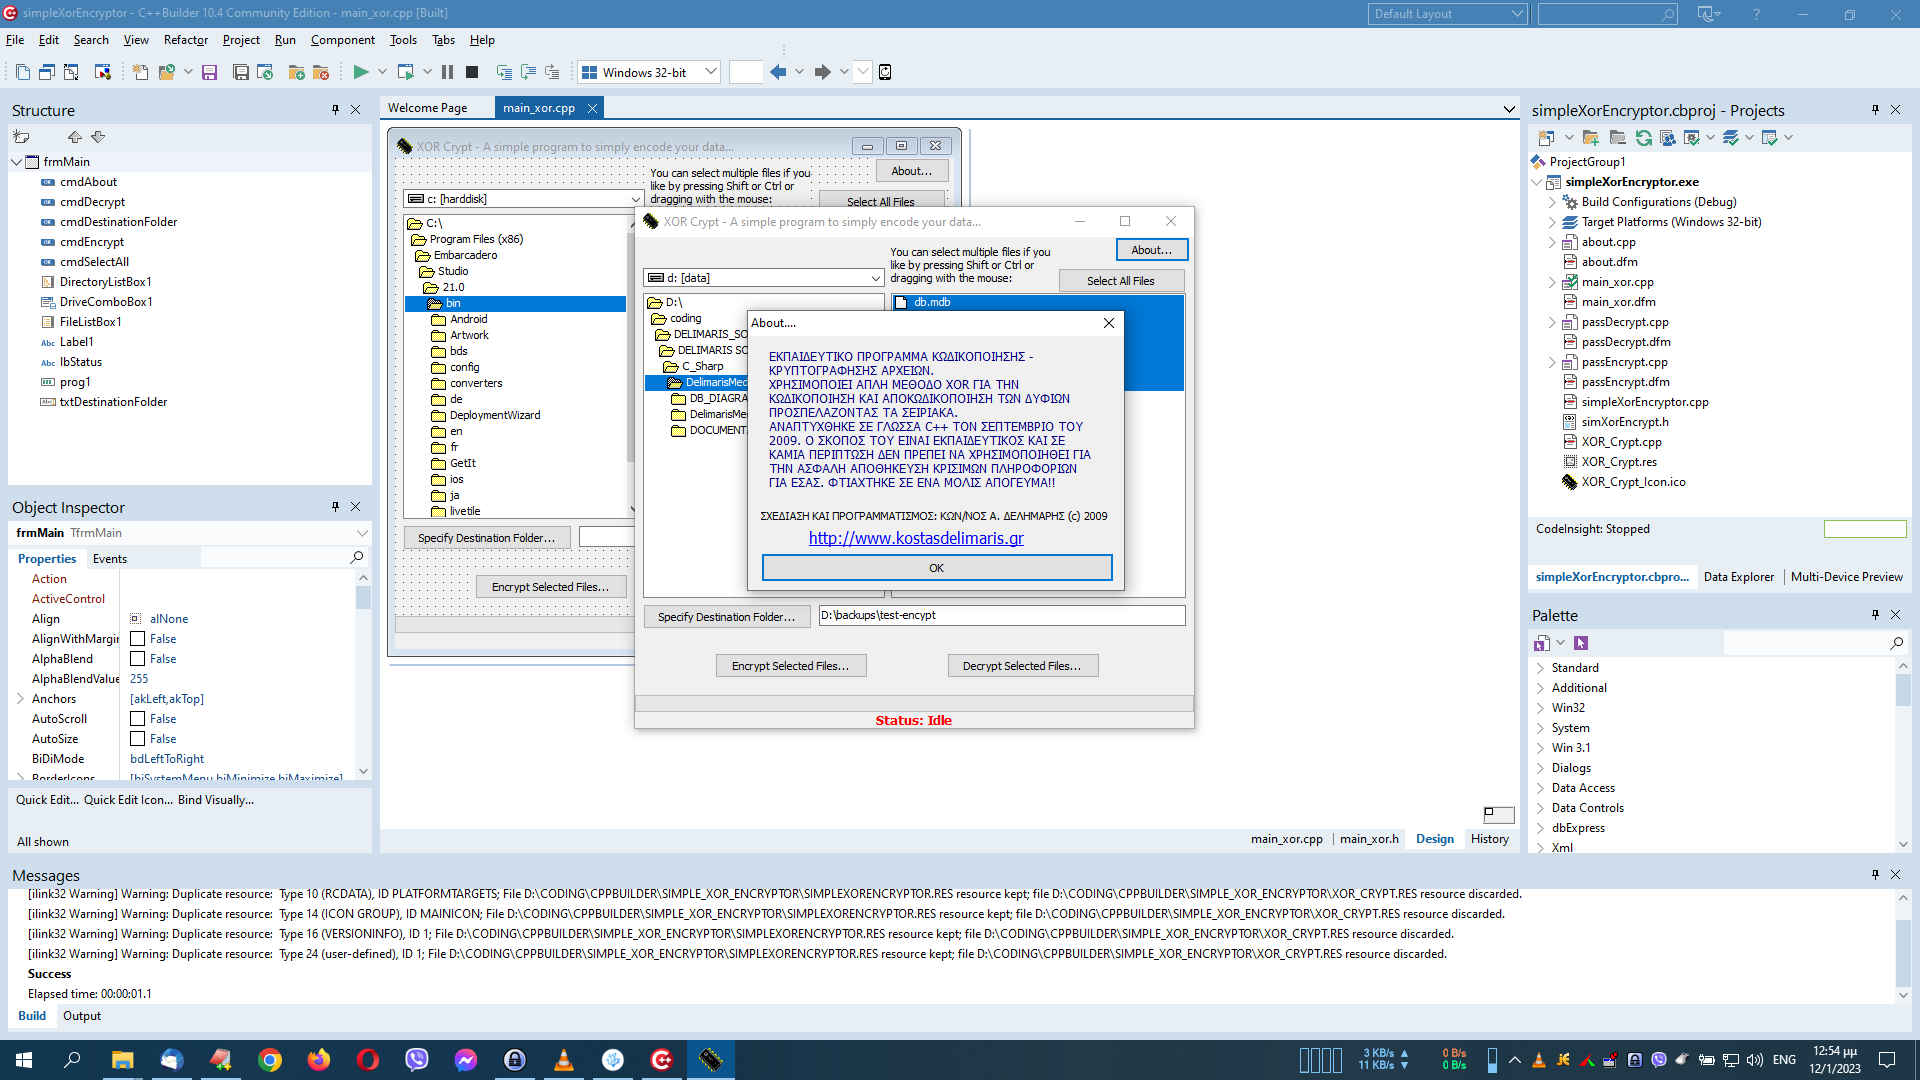 simpleXorEncryptor - C++Builder 10.4 Community Edition - main_xor.cpp [Built]
Default Layout
File Edit Search View Refactor Project Run Component Tools Tabs Help
Windows 32-bit
Structure
frmMain
cmdAbout
cmdDecrypt
cmdDestinationFolder
cmdEncrypt
cmdSelectAll
DirectoryListBox1
DriveComboBox1
FileListBox1
Label1
lbStatus
prog1
txtDestinationFolder
Object Inspector
frmMain TfrmMain
Properties Events
Action
ActiveControl
Align alNone
AlignWithMargin False
AlphaBlend False
AlphaBlendValue 255
Anchors [akLeft,akTop]
AutoScroll False
AutoSize False
BiDiMode bdLeftToRight
BorderIcons [biSystemMenu,biMinimize,biMaximize]
Quick Edit... Quick Edit Icon... Bind Visually...
All shown
Welcome Page main_xor.cpp
XOR Crypt - A simple program to simply encode your data...
About...
You can select multiple files if you
like by pressing Shift or Ctrl or
dragging with the mouse:
c: [harddisk]
Select All Files
C:\
Program Files (x86)
Embarcadero
Studio
21.0
bin
Android
Artwork
bds
config
converters
de
DeploymentWizard
en
fr
GetIt
ios
ja
livetile
Specify Destination Folder...
Encrypt Selected Files...
XOR Crypt - A simple program to simply encode your data...
About...
You can select multiple files if you
like by pressing Shift or Ctrl or
dragging with the mouse:
d: [data]
Select All Files
D:\
coding
DELIMARIS_SO
DELIMARIS SO
C_Sharp
DelimarisMed
DB_DIAGRA
DelimarisMe
DOCUMENT
db.mdb
About....
ΕΚΠΑΙΔΕΥΤΙΚΟ ΠΡΟΓΡΑΜΜΑ ΚΩΔΙΚΟΠΟΙΗΣΗΣ -
ΚΡΥΠΤΟΓΡΑΦΗΣΗΣ ΑΡΧΕΙΩΝ.
ΧΡΗΣΙΜΟΠΟΙΕΙ ΑΠΛΗ ΜΕΘΟΔΟ XOR ΓΙΑ ΤΗΝ
ΚΩΔΙΚΟΠΟΙΗΣΗ ΚΑΙ ΑΠΟΚΩΔΙΚΟΠΟΙΗΣΗ ΤΩΝ ΔΥΦΙΩΝ
ΠΡΟΣΠΕΛΑΖΟΝΤΑΣ ΤΑ ΣΕΙΡΙΑΚΑ.
ΑΝΑΠΤΥΧΘΗΚΕ ΣΕ ΓΛΩΣΣΑ C++ ΤΟΝ ΣΕΠΤΕΜΒΡΙΟ ΤΟΥ
2009. Ο ΣΚΟΠΟΣ ΤΟΥ ΕΙΝΑΙ ΕΚΠΑΙΔΕΥΤΙΚΟΣ ΚΑΙ ΣΕ
ΚΑΜΙΑ ΠΕΡΙΠΤΩΣΗ ΔΕΝ ΠΡΕΠΕΙ ΝΑ ΧΡΗΣΙΜΟΠΟΙΗΘΕΙ ΓΙΑ
ΤΗΝ ΑΣΦΑΛΗ ΑΠΟΘΗΚΕΥΣΗ ΚΡΙΣΙΜΩΝ ΠΛΗΡΟΦΟΡΙΩΝ
ΓΙΑ ΕΣΑΣ. ΦΤΙΑΧΤΗΚΕ ΣΕ ΕΝΑ ΜΟΛΙΣ ΑΠΟΓΕΥΜΑ!!
ΣΧΕΔΙΑΣΗ ΚΑΙ ΠΡΟΓΡΑΜΜΑΤΙΣΜΟΣ: ΚΩΝ/ΝΟΣ Α. ΔΕΛΗΜΑΡΗΣ (c) 2009
http://www.kostasdelimaris.gr
OK
Specify Destination Folder...
D:\backups\test-encypt
Encrypt Selected Files...
Decrypt Selected Files...
Status: Idle
main_xor.cpp main_xor.h Design History
simpleXorEncryptor.cbproj - Projects
ProjectGroup1
simpleXorEncryptor.exe
Build Configurations (Debug)
Target Platforms (Windows 32-bit)
about.cpp
about.dfm
main_xor.cpp
main_xor.dfm
passDecrypt.cpp
passDecrypt.dfm
passEncrypt.cpp
passEncrypt.dfm
simpleXorEncryptor.cpp
simXorEncrypt.h
XOR_Crypt.cpp
XOR_Crypt.res
XOR_Crypt_Icon.ico
CodeInsight: Stopped
simpleXorEncryptor.cbpro... Data Explorer Multi-Device Preview
Palette
Standard
Additional
Win32
System
Win 3.1
Dialogs
Data Access
Data Controls
dbExpress
Xml
Messages
[ilink32 Warning] Warning: Duplicate resource: Type 10 (RCDATA), ID PLATFORMTARGETS; File D:\CODING\CPPBUILDER\SIMPLE_XOR_ENCRYPTOR\SIMPLEXORENCRYPTOR.RES resource kept; file D:\CODING\CPPBUILDER\SIMPLE_XOR_ENCRYPTOR\XOR_CRYPT.RES resource discarded.
[ilink32 Warning] Warning: Duplicate resource: Type 14 (ICON GROUP), ID MAINICON; File D:\CODING\CPPBUILDER\SIMPLE_XOR_ENCRYPTOR\SIMPLEXORENCRYPTOR.RES resource kept; file D:\CODING\CPPBUILDER\SIMPLE_XOR_ENCRYPTOR\XOR_CRYPT.RES resource discarded.
[ilink32 Warning] Warning: Duplicate resource: Type 16 (VERSIONINFO), ID 1; File D:\CODING\CPPBUILDER\SIMPLE_XOR_ENCRYPTOR\SIMPLEXORENCRYPTOR.RES resource kept; file D:\CODING\CPPBUILDER\SIMPLE_XOR_ENCRYPTOR\XOR_CRYPT.RES resource discarded.
[ilink32 Warning] Warning: Duplicate resource: Type 24 (user-defined), ID 1; File D:\CODING\CPPBUILDER\SIMPLE_XOR_ENCRYPTOR\SIMPLEXORENCRYPTOR.RES resource kept; file D:\CODING\CPPBUILDER\SIMPLE_XOR_ENCRYPTOR\XOR_CRYPT.RES resource discarded.
Success
Elapsed time: 00:00:01.1
Build Output
3 KB/s 0 B/s
11 KB/s 0 B/s
ENG
12:54 μμ
12/1/2023